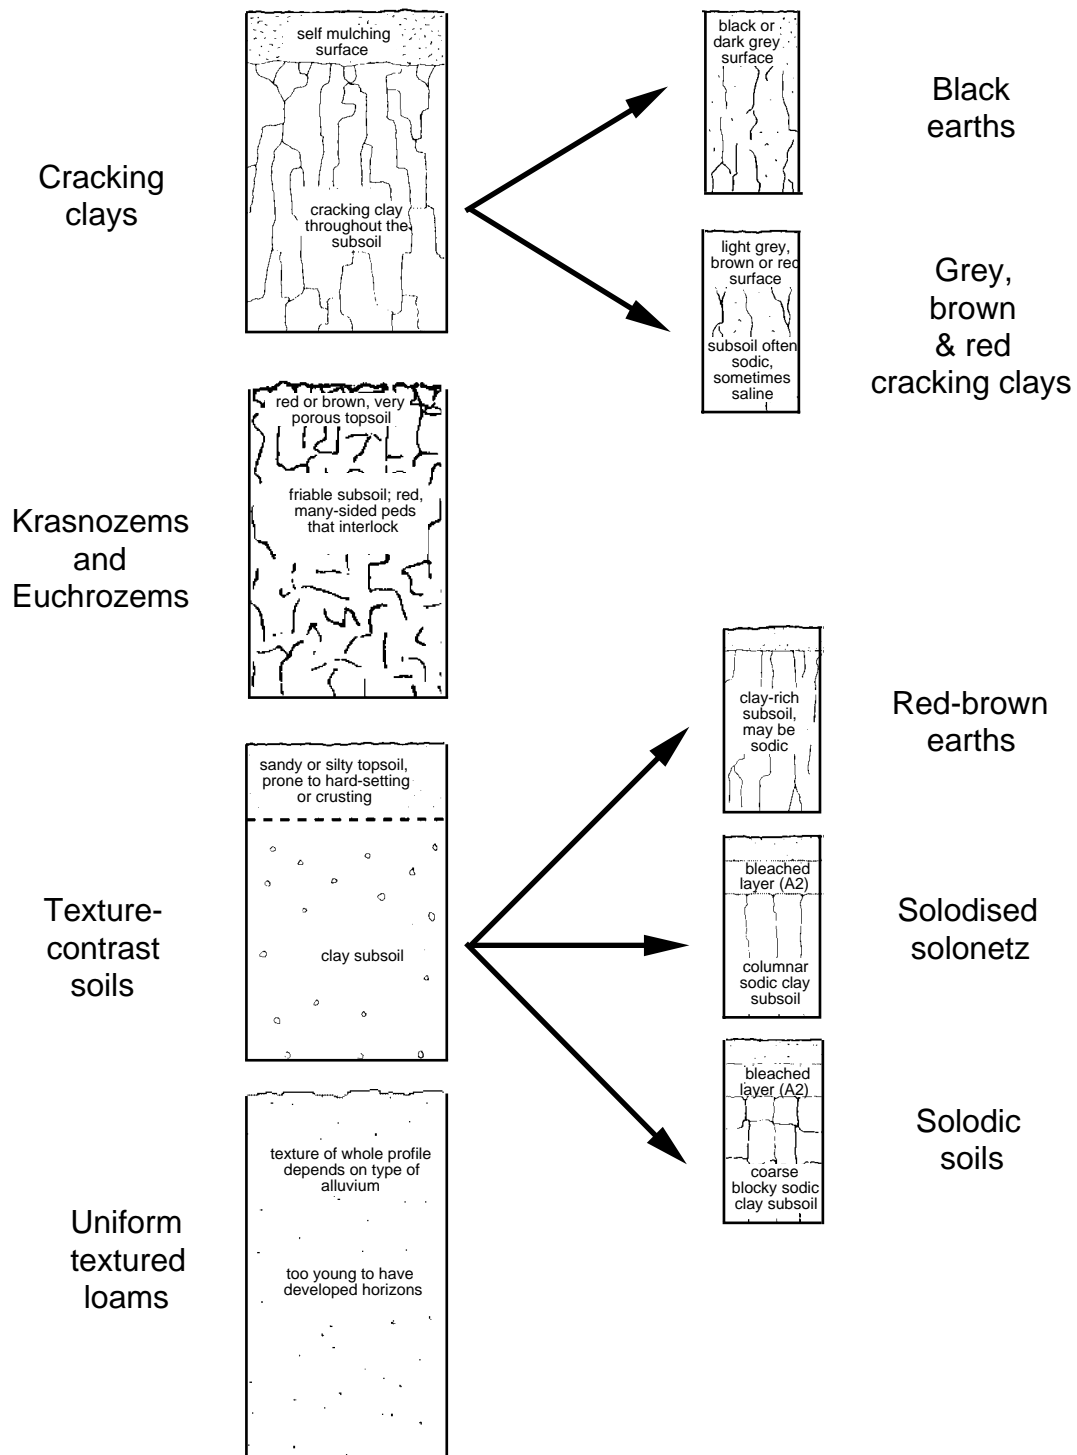 self mulching
surface
Cracking
clays
cracking clay
throughout the
subsoil
black or
dark grey
surface
Black
earths
light grey,
brown or red
surface
subsoil often
sodic,
sometimes
saline
Grey,
brown
& red
cracking clays
Krasnozems
and
Euchrozems
red or brown, very
porous topsoil
friable subsoil; red,
many-sided peds
that interlock
Texture-
contrast
soils
sandy or silty topsoil,
prone to hard-setting
or crusting
clay subsoil
clay-rich
subsoil,
may be
sodic
Red-brown
earths
bleached
layer (A2)
columnar
sodic clay
subsoil
Solodised
solonetz
bleached
layer (A2)
coarse
blocky sodic
clay subsoil
Solodic
soils
Uniform
textured
loams
texture of whole profile
depends on type of
alluvium
too young to have
developed horizons